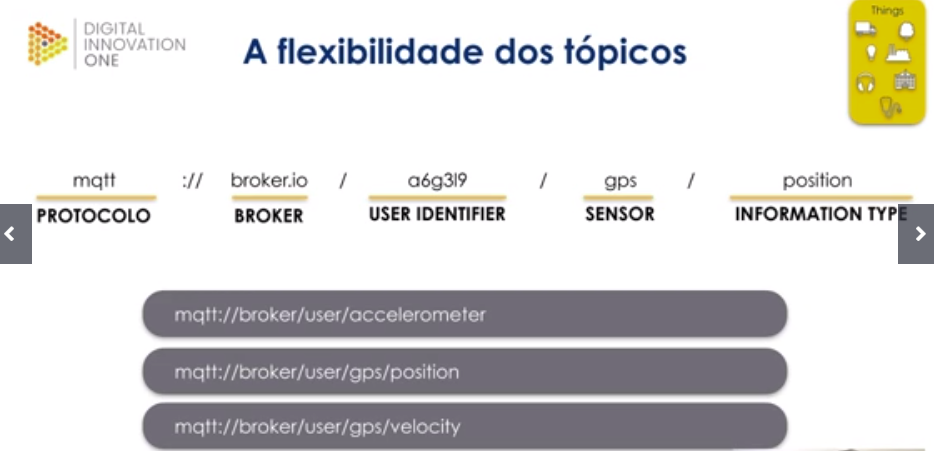 DIGITAL
INNOVATION
ONE
A flexibilidade dos tópicos
Things
mqtt :// broker.io / a6g3l9 / gps / position
PROTOCOLO BROKER USER IDENTIFIER SENSOR INFORMATION TYPE
mqtt://broker/user/accelerometer
mqtt://broker/user/gps/position
mqtt://broker/user/gps/velocity